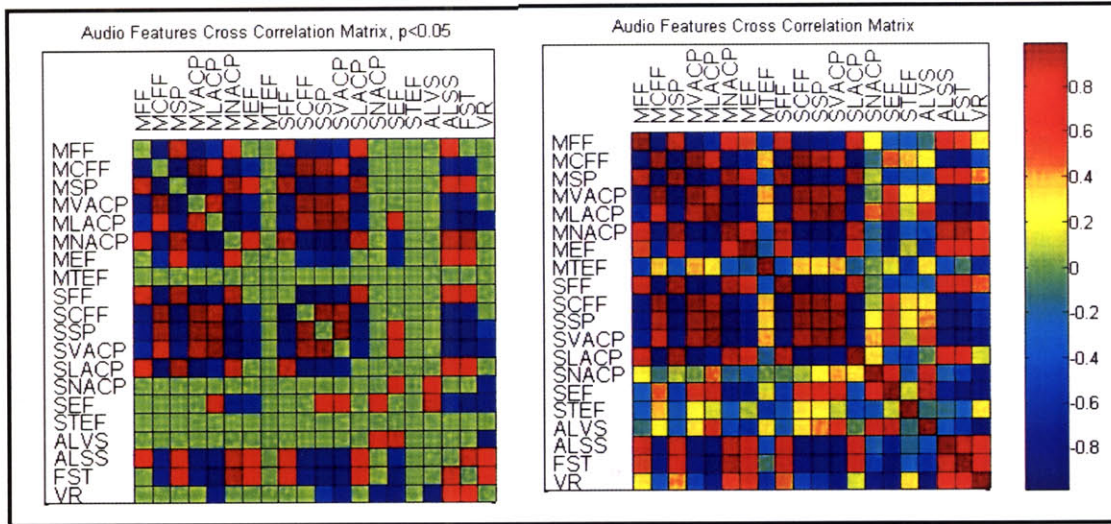 Audio Features Cross Correlation Matrix, p<0.05
MFF
MCFF
MSP
MVACP
MLACP
MNACP
MEF
MTEF
SFF
SCFF
SSP
SVACP
SLACP
SNACP
SEF
STEF
ALVS
ALSS
FST
VR
MFF
MCFF
MSP
MVACP
MLACP
MNACP
MEF
MTEF
SFF
SCFF
SSP
SVACP
SLACP
SNACP
SEF
STEF
ALVS
ALSS
FST
VR
Audio Features Cross Correlation Matrix
MFF
MCFF
MSP
MVACP
MLACP
MNACP
MEF
MTEF
SFF
SCFF
SSP
SVACP
SLACP
SNACP
SEF
STEF
ALVS
ALSS
FST
VR
MFF
MCFF
MSP
MVACP
MLACP
MNACP
MEF
MTEF
SFF
SCFF
SSP
SVACP
SLACP
SNACP
SEF
STEF
ALVS
ALSS
FST
VR
0.8
0.6
0.4
0.2
0
-0.2
-0.4
-0.6
-0.8